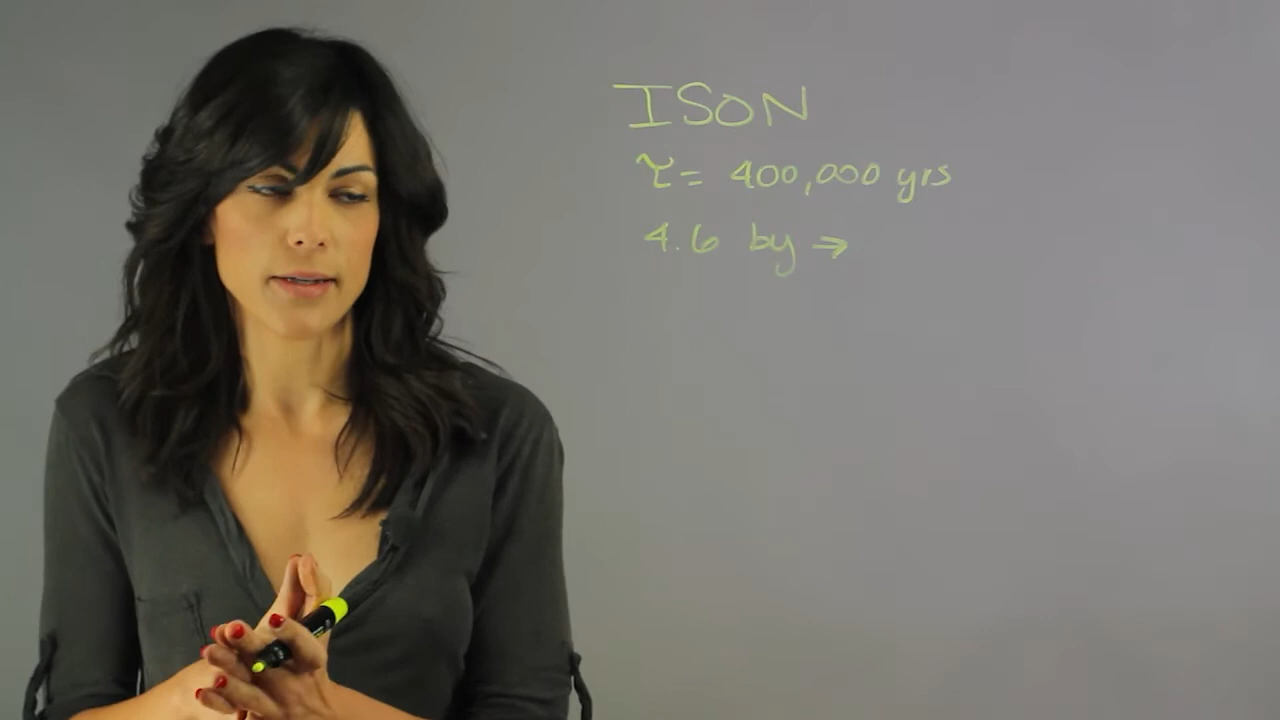 ISON
τ = 400,000 yrs
4.6 by ⇒